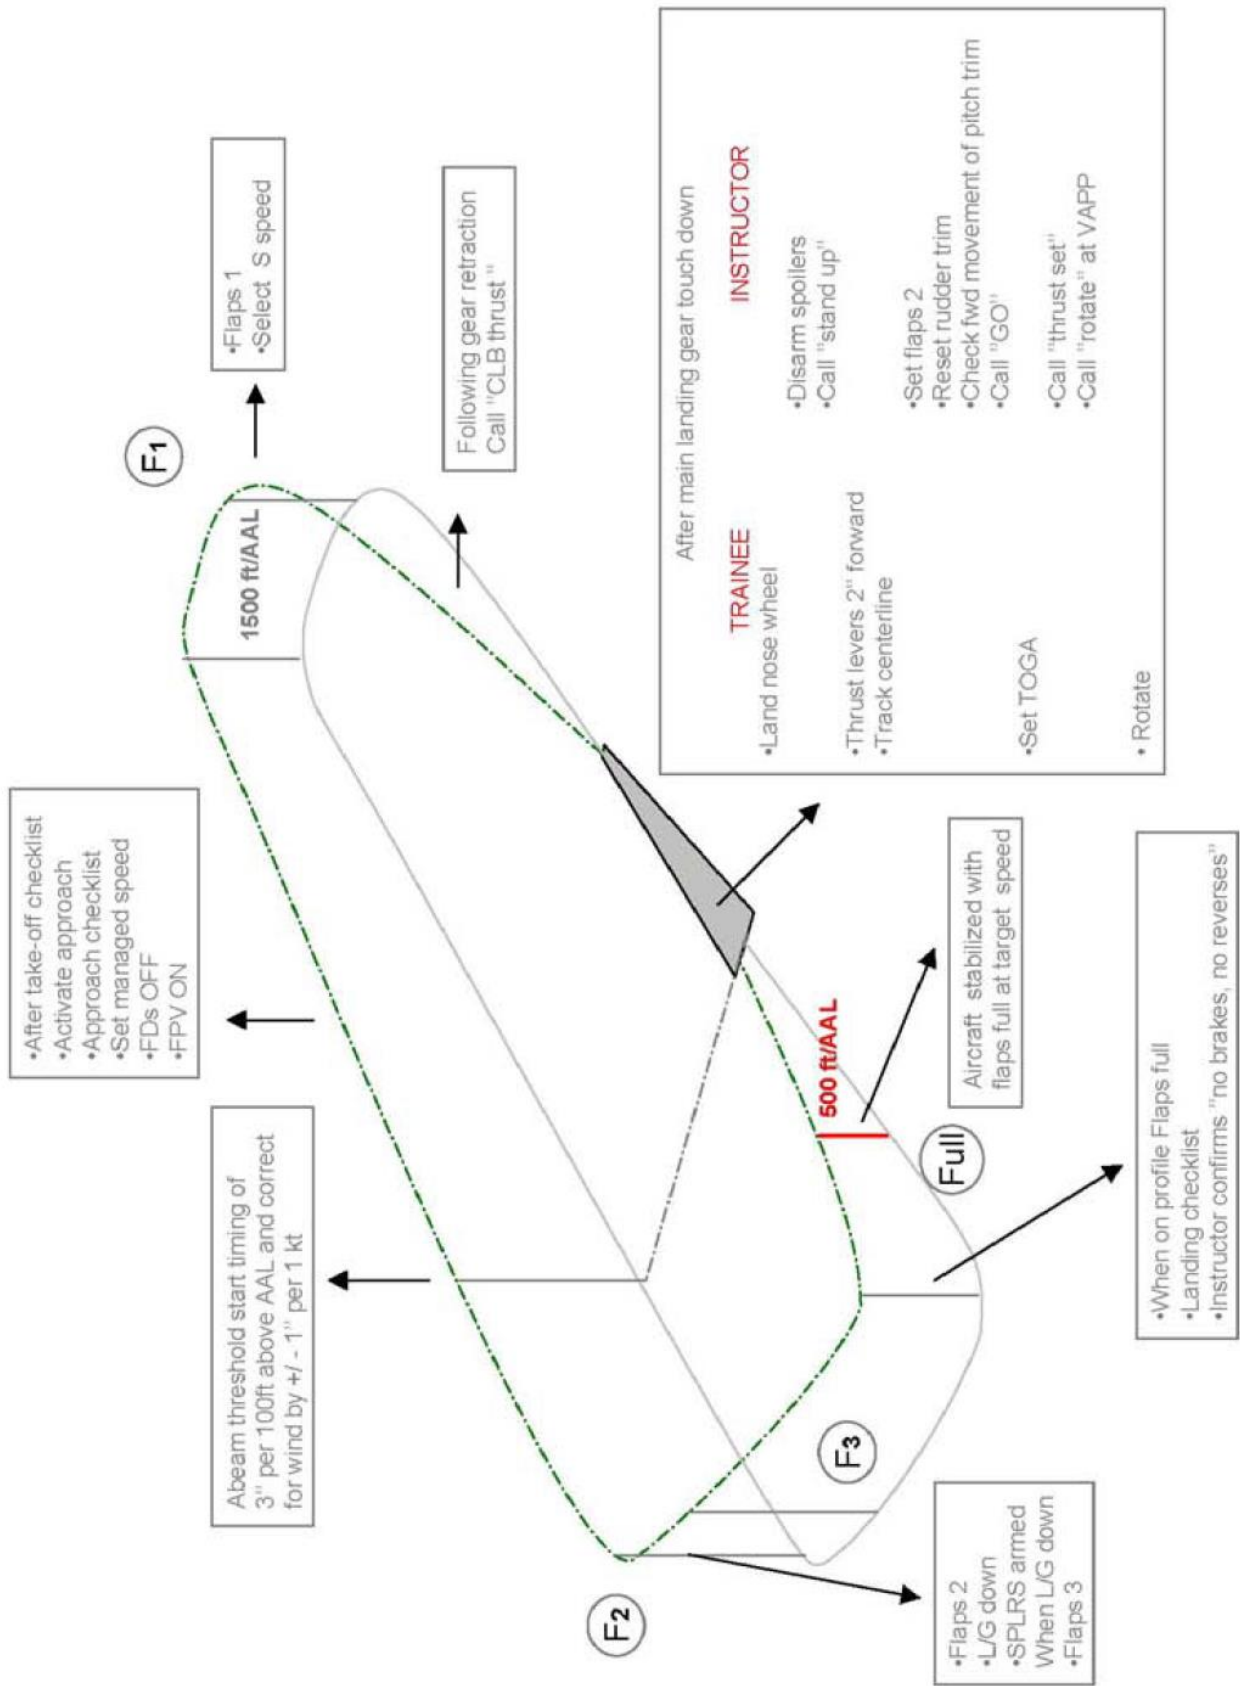 •After take-off checklist
•Activate approach
•Approach checklist
•Set managed speed
•FDs OFF
•FPV ON
F1
•Flaps 1
•Select S speed
1500 ft/AAL
Abeam threshold start timing of
3'' per 100ft above AAL and correct
for wind by +/ - 1'' per 1 kt
Following gear retraction
Call "CLB thrust "
F2
F3
500 ft/AAL
Full
•Flaps 2
•L/G down
•SPLRS armed
When L/G down
•Flaps 3
Aircraft stabilized with
flaps full at target speed
•When on profile Flaps full
•Landing checklist
•Instructor confirms "no brakes, no reverses"
After main landing gear touch down
TRAINEE
INSTRUCTOR
•Land nose wheel
•Disarm spoilers
•Call "stand up"
•Thrust levers 2" forward
•Track centerline
•Set flaps 2
•Reset rudder trim
•Check fwd movement of pitch trim
•Call "GO"
•Set TOGA
•Call "thrust set"
•Call "rotate" at VAPP
• Rotate